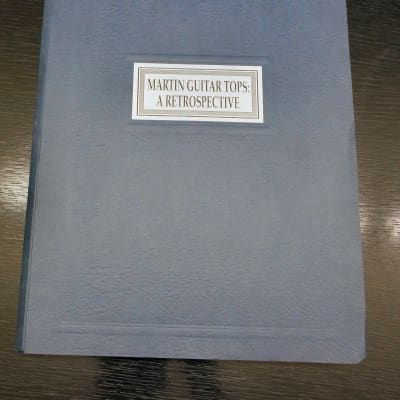 MARTIN GUITAR TOPS:
A RETROSPECTIVE